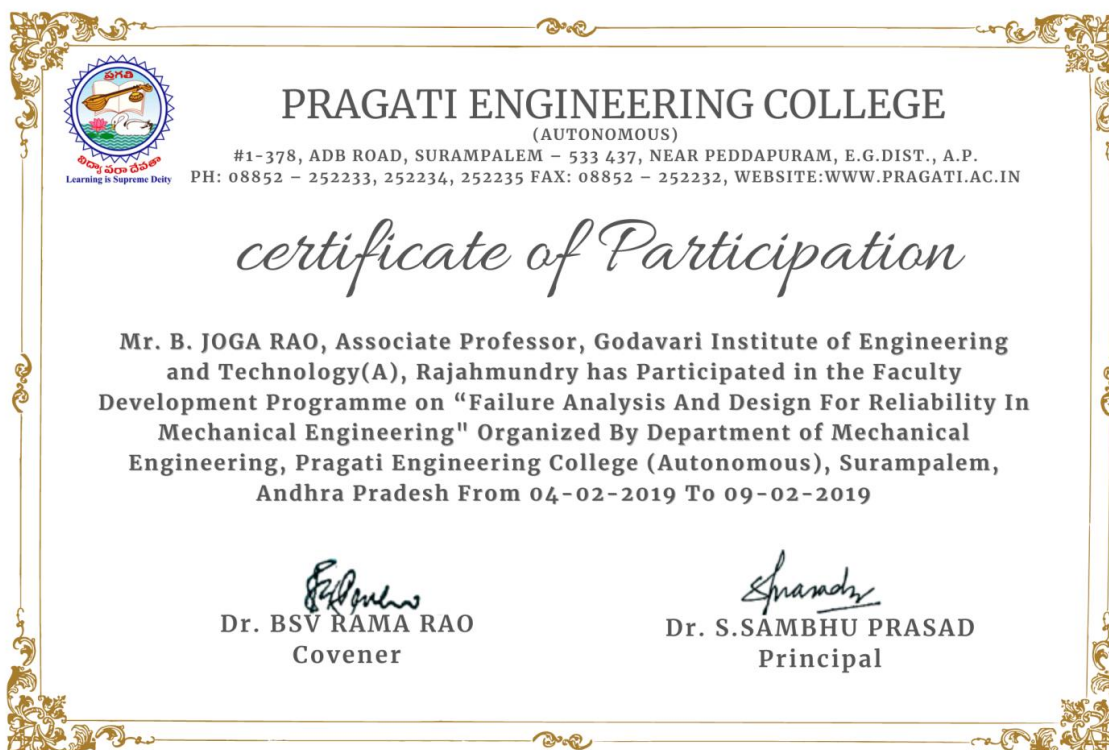 ప్రగతి
విద్యా పరా దేవతా
Learning is Supreme Deity
PRAGATI ENGINEERING COLLEGE
(AUTONOMOUS)
#1-378, ADB ROAD, SURAMPALEM – 533 437, NEAR PEDDAPURAM, E.G.DIST., A.P.
PH: 08852 – 252233, 252234, 252235 FAX: 08852 – 252232, WEBSITE:WWW.PRAGATI.AC.IN
certificate of Participation
Mr. B. JOGA RAO, Associate Professor, Godavari Institute of Engineering
and Technology(A), Rajahmundry has Participated in the Faculty
Development Programme on “Failure Analysis And Design For Reliability In
Mechanical Engineering" Organized By Department of Mechanical
Engineering, Pragati Engineering College (Autonomous), Surampalem,
Andhra Pradesh From 04-02-2019 To 09-02-2019
Dr. BSV RAMA RAO
Covener
Dr. S.SAMBHU PRASAD
Principal